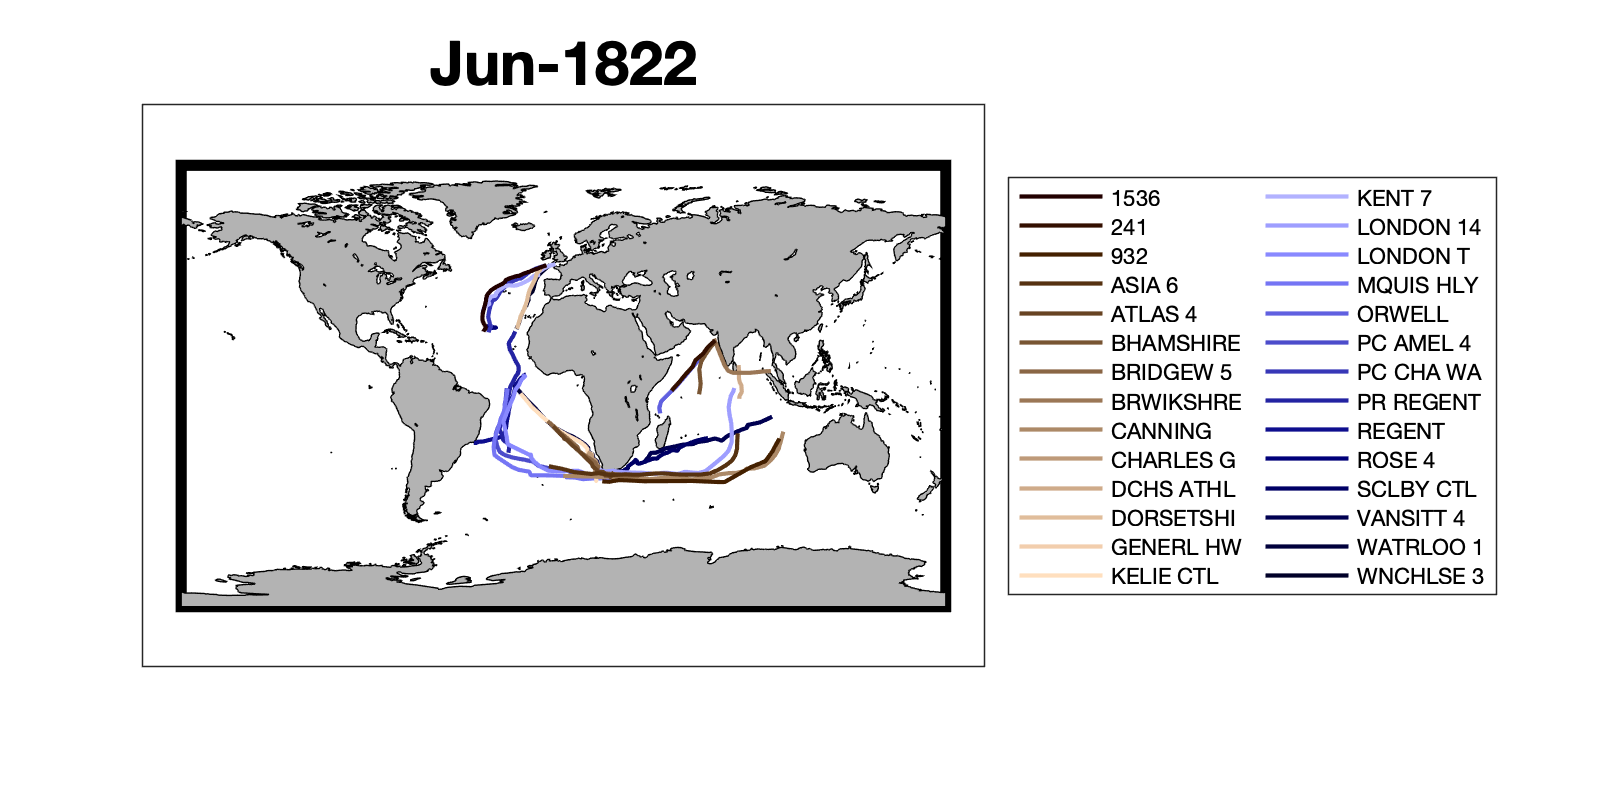 Jun-1822
1536
241
932
ASIA 6
ATLAS 4
BHAMSHIRE
BRIDGEW 5
BRWIKSHRE
CANNING
CHARLES G
DCHS ATHL
DORSETSHI
GENERL HW
KELIE CTL
KENT 7
LONDON 14
LONDON T
MQUIS HLY
ORWELL
PC AMEL 4
PC CHA WA
PR REGENT
REGENT
ROSE 4
SCLBY CTL
VANSITT 4
WATRLOO 1
WNCHLSE 3